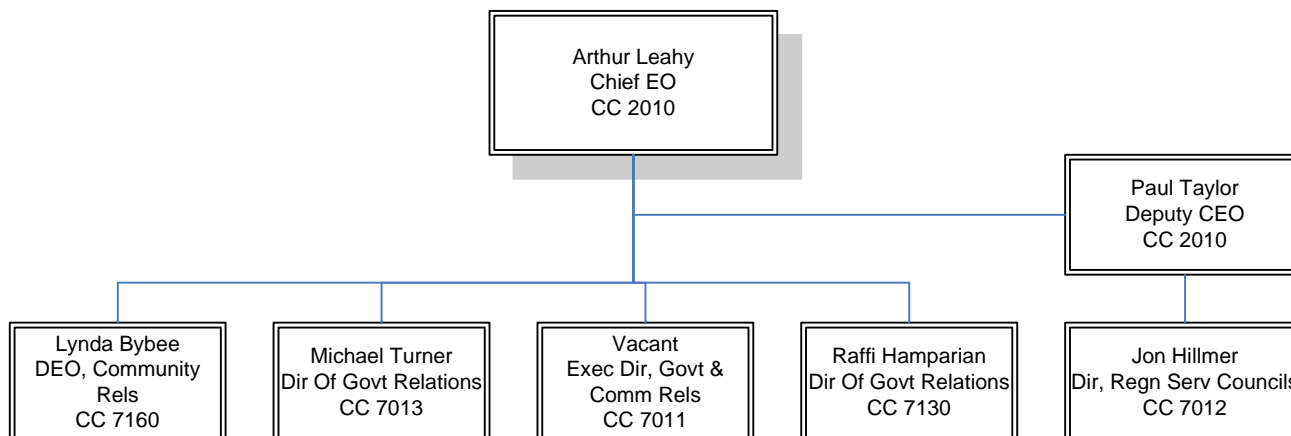 Arthur Leahy
Chief EO
CC 2010
Paul Taylor
Deputy CEO
CC 2010
Lynda Bybee
DEO, Community
Rels
CC 7160
Michael Turner
Dir Of Govt Relations
CC 7013
Vacant
Exec Dir, Govt &
Comm Rels
CC 7011
Raffi Hamparian
Dir Of Govt Relations
CC 7130
Jon Hillmer
Dir, Regn Serv Councils
CC 7012